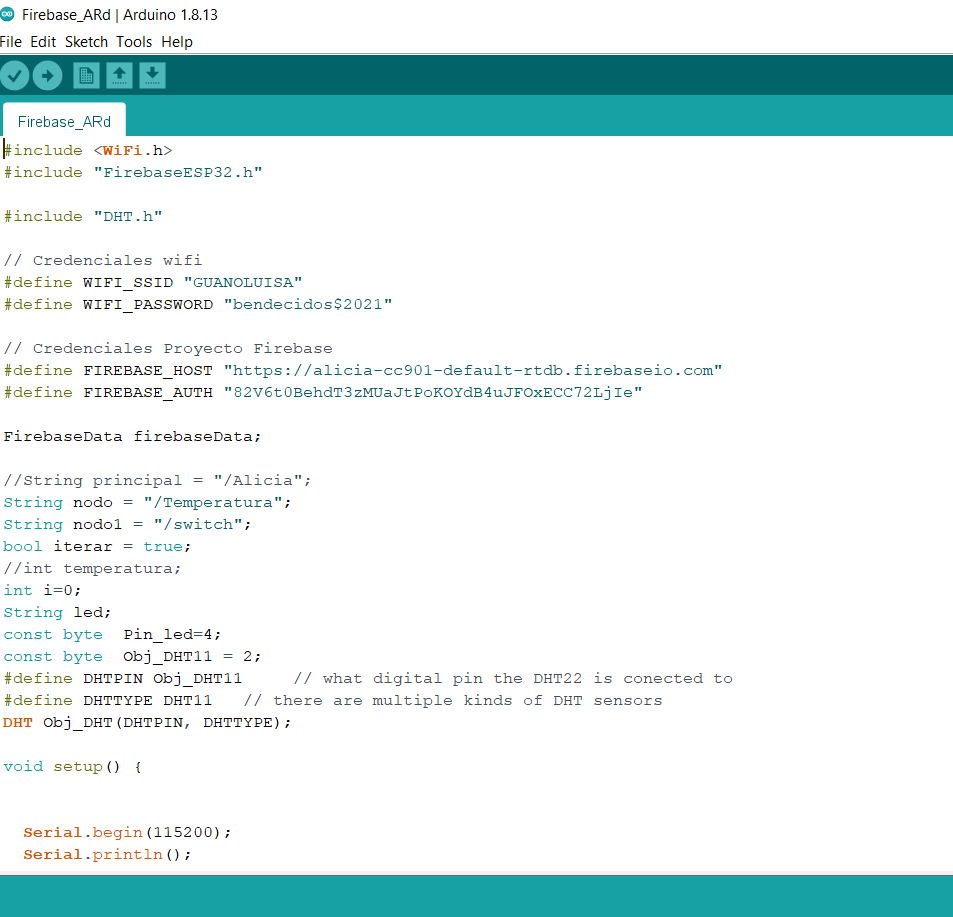 Firebase_ARd | Arduino 1.8.13
File Edit Sketch Tools Help
Firebase_ARd
#include <WiFi.h>
#include "FirebaseESP32.h"
#include "DHT.h"
// Credenciales wifi
#define WIFI_SSID "GUANOLUISA"
#define WIFI_PASSWORD "bendecidos$2021"
// Credenciales Proyecto Firebase
#define FIREBASE_HOST "https://alicia-cc901-default-rtdb.firebaseio.com"
#define FIREBASE_AUTH "82V6t0BehdT3zMUaJtPoKOYdB4uJFOxECC72LjIe"
FirebaseData firebaseData;
//String principal = "/Alicia";
String nodo = "/Temperatura";
String nodo1 = "/switch";
bool iterar = true;
//int temperatura;
int i=0;
String led;
const byte  Pin_led=4;
const byte  Obj_DHT11 = 2;
#define DHTPIN Obj_DHT11     // what digital pin the DHT22 is conected to
#define DHTTYPE DHT11   // there are multiple kinds of DHT sensors
DHT Obj_DHT(DHTPIN, DHTTYPE);
void setup() {
  Serial.begin(115200);
  Serial.println();